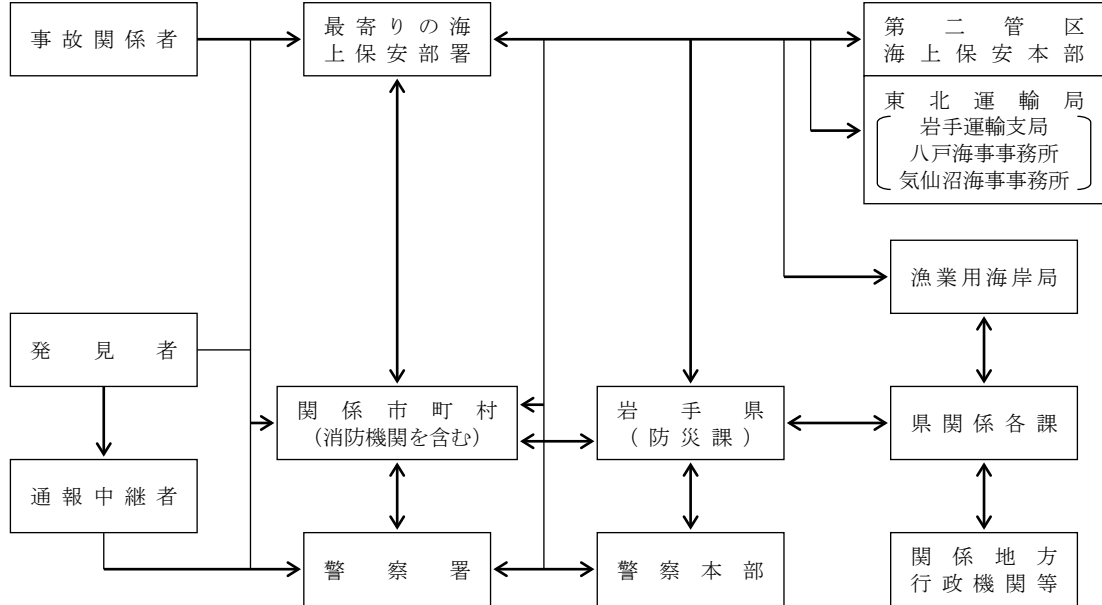 事故関係者
最寄りの海
上保安部署
第二管区
海上保安本部
東北運輸局
岩手運輸支局
八戸海事事務所
気仙沼海事事務所
漁業用海岸局
発見者
関係市町村
(消防機関を含む)
岩手県
(防災課)
県関係各課
通報中継者
警察署
警察本部
関係地方
行政機関等